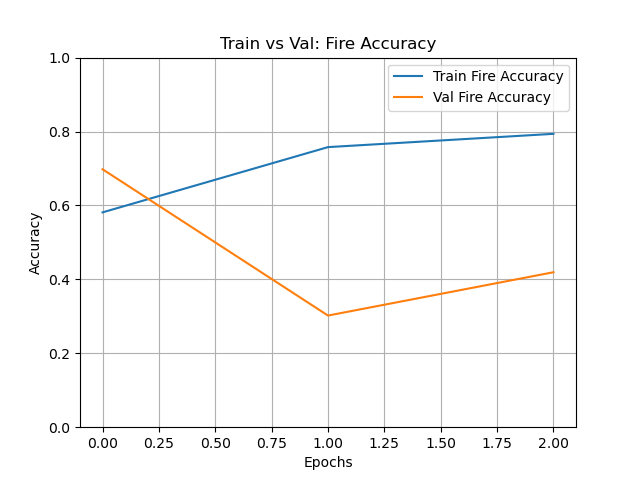 Train vs Val: Fire Accuracy
1.0
Train Fire Accuracy
Val Fire Accuracy
0.8
0.6
Accuracy
0.4
0.2
0.0
0.00 0.25 0.50 0.75 1.00 1.25 1.50 1.75 2.00
Epochs